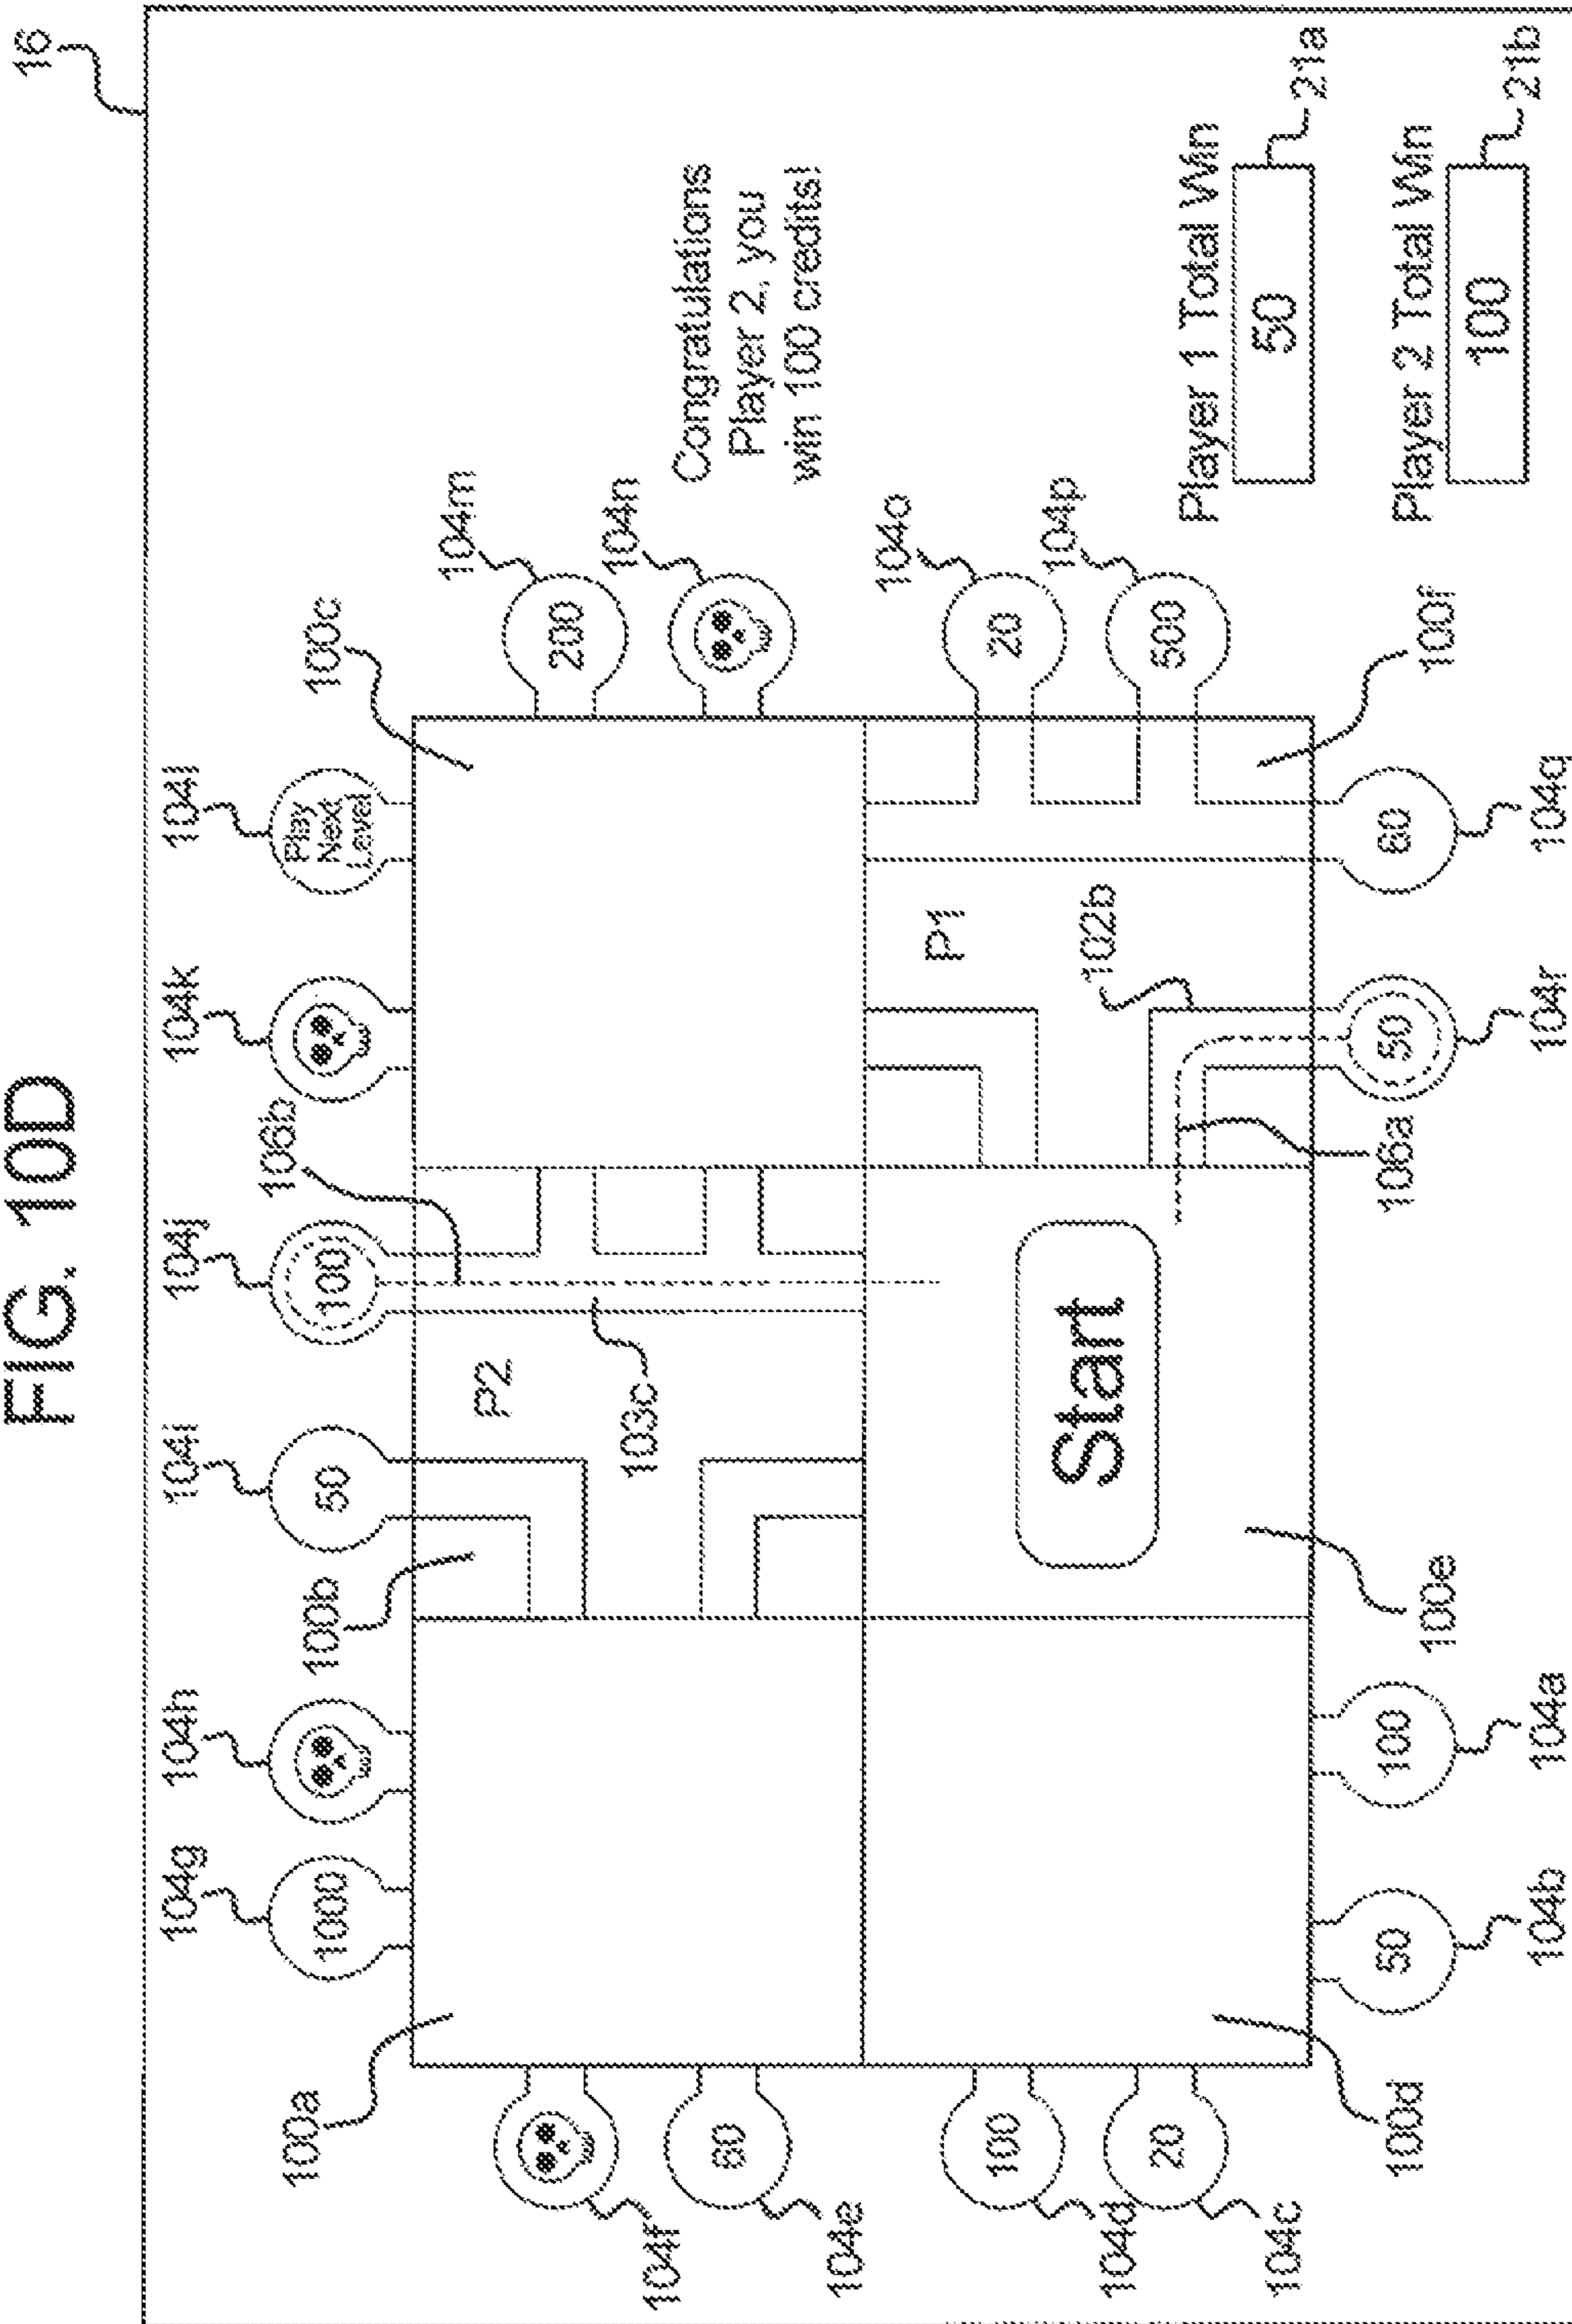 FIG. 10D
16
104g
104h
104i
104j
104k
104l
1000
50
100
Play
Next
Level
100a
100b
106b
100c
104f
104m
200
P2
103c
104n
104e
Congratulations
Player 2, you
win 100 credits!
104d
100
104o
20
P1
Start
104c
20
102b
104p
500
100d
100e
106a
100f
50
100
50
104b
104a
104r
104q
Player 1 Total Win
50
21a
Player 2 Total Win
100
21b